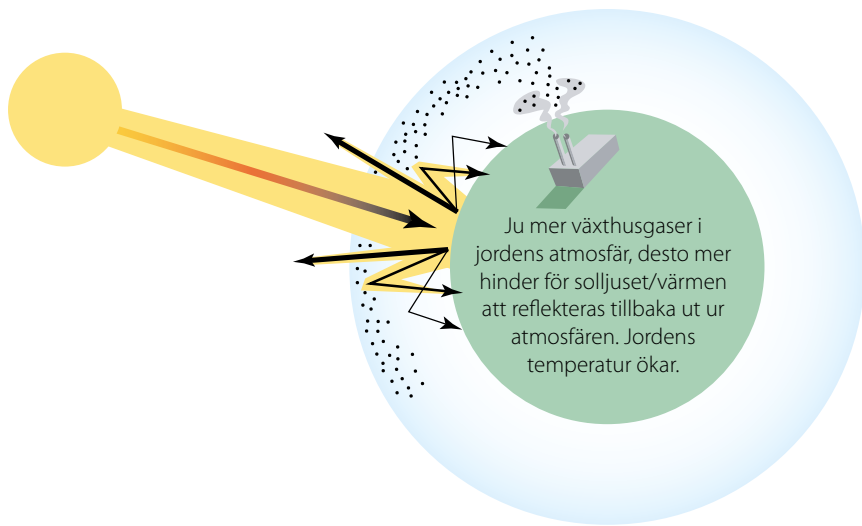 Ju mer växthusgaser i
jordens atmosfär, desto mer
hinder för solljuset/värmen
att reflekteras tillbaka ut ur
atmosfären. Jordens
temperatur ökar.